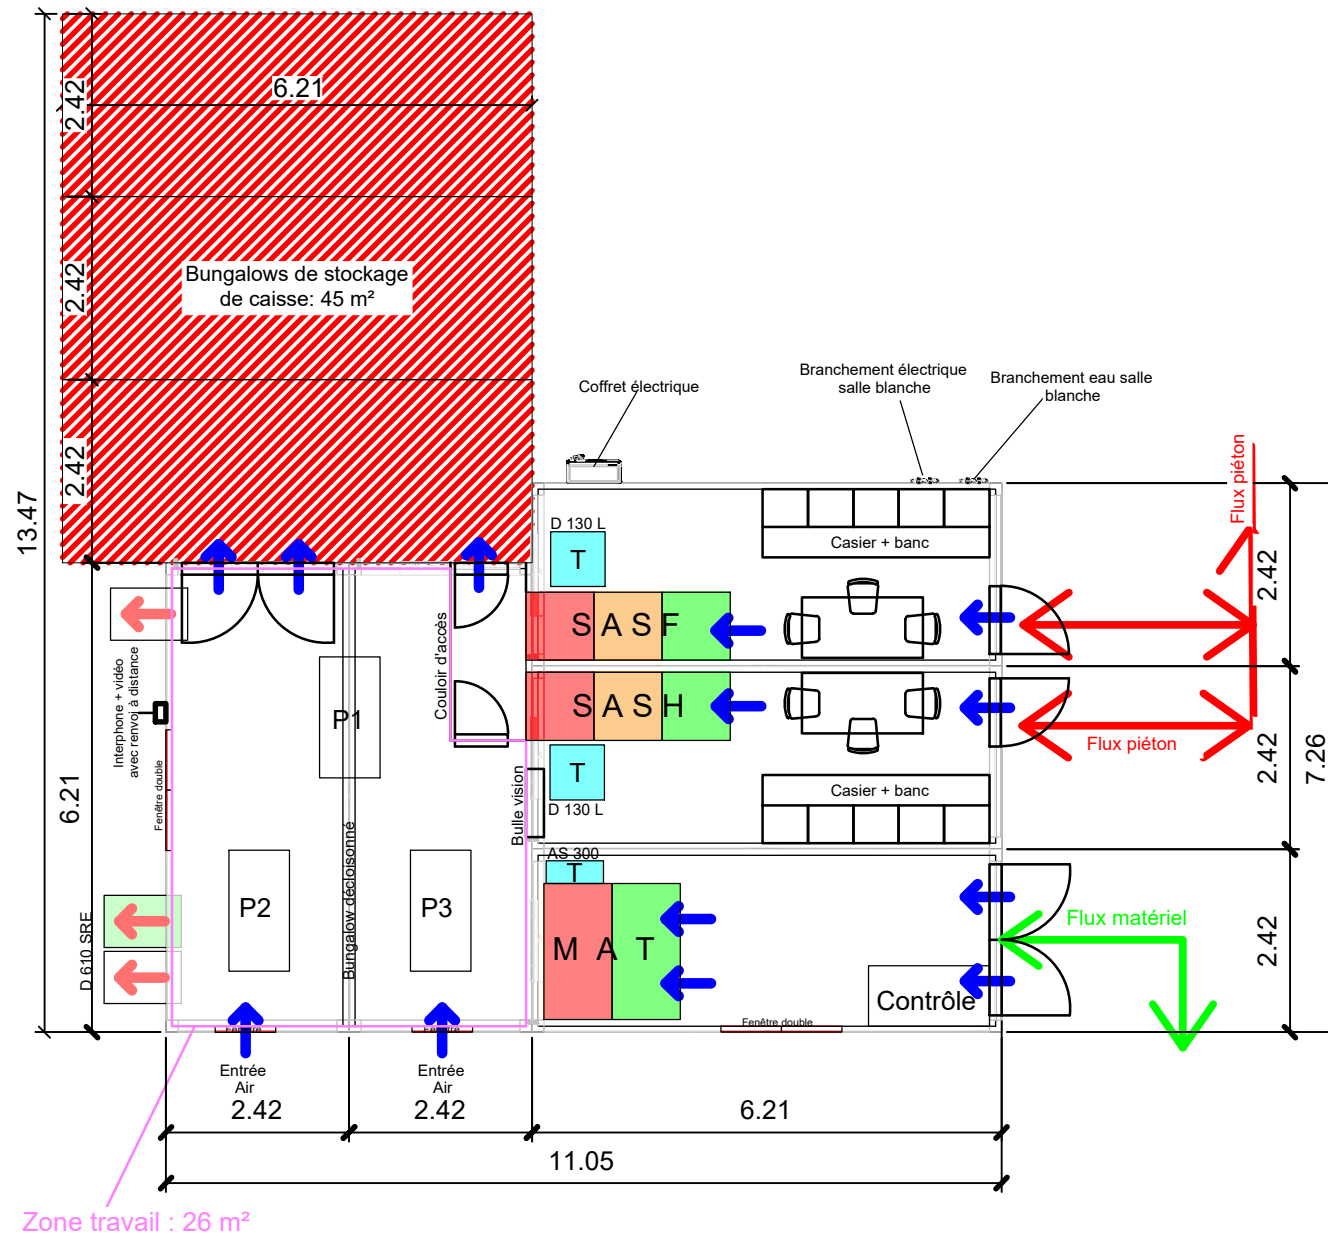 6.21
2.42
2.42
2.42
13.47
Bungalows de stockage
de caisse: 45 m²
Coffret électrique
Branchement électrique
salle blanche
Branchement eau salle
blanche
Flux piéton
D 130 L
T
Casier + banc
S A S F
2.42
Couloir d'accès
Interphone + vidéo
avec renvoi à distance
P1
S A S H
Flux piéton
2.42
7.26
T
D 130 L
Bulle vision
Casier + banc
6.21
Fenêtre double
Bungalow décloisonné
AS 300
T
P2
P3
D 610 SRE
M A T
Flux matériel
2.42
Contrôle
Fenêtre
Fenêtre
Fenêtre double
Entrée
Air
Entrée
Air
2.42
2.42
6.21
11.05
Zone travail : 26 m²